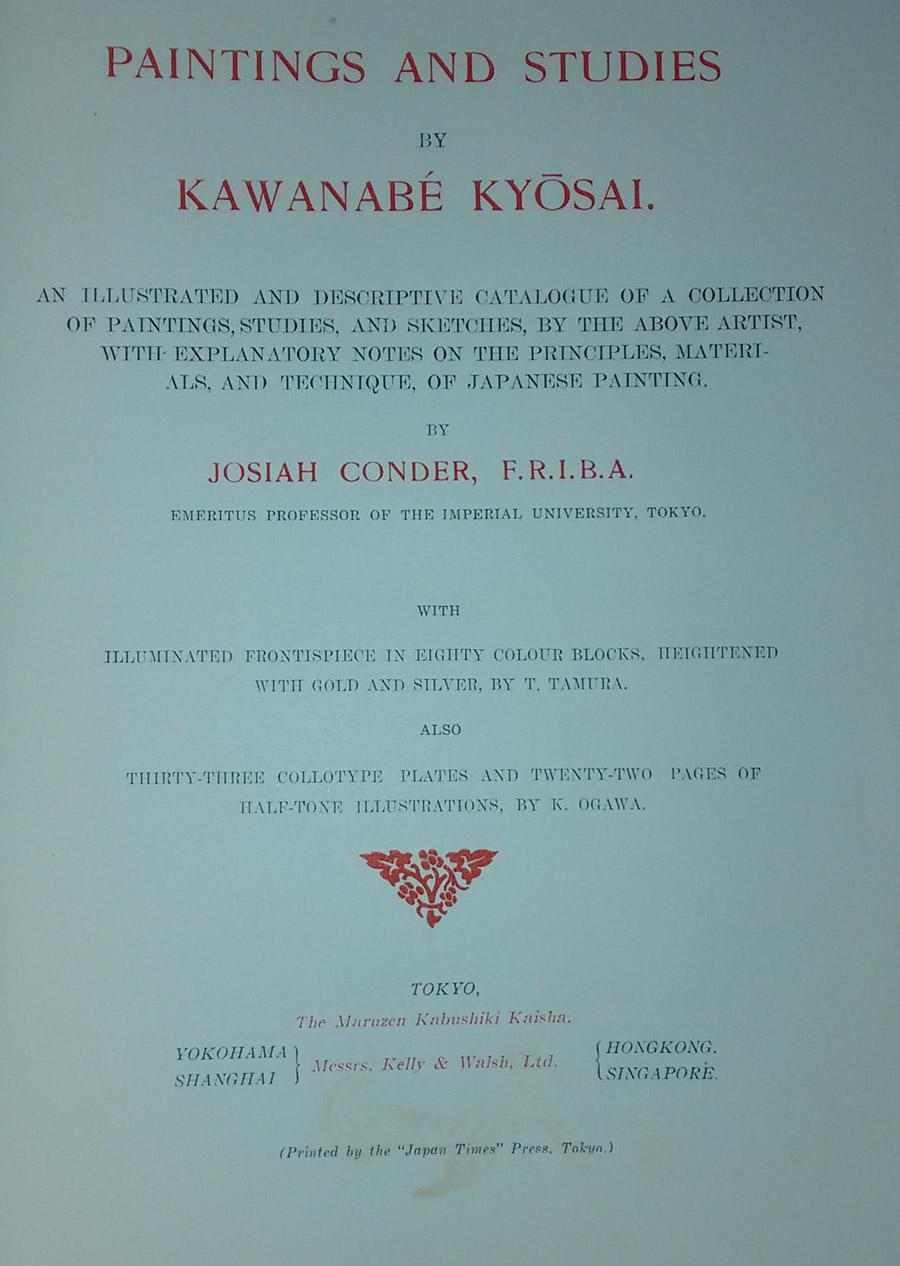 PAINTINGS AND STUDIES
BY
KAWANABÉ KYŌSAI.
AN ILLUSTRATED AND DESCRIPTIVE CATALOGUE OF A COLLECTION
OF PAINTINGS, STUDIES, AND SKETCHES, BY THE ABOVE ARTIST,
WITH EXPLANATORY NOTES ON THE PRINCIPLES, MATERI-
ALS, AND TECHNIQUE, OF JAPANESE PAINTING.
BY
JOSIAH CONDER, F.R.I.B.A.
EMERITUS PROFESSOR OF THE IMPERIAL UNIVERSITY, TOKYO.
WITH
ILLUMINATED FRONTISPIECE IN EIGHTY COLOUR BLOCKS, HEIGHTENED
WITH GOLD AND SILVER, BY T. TAMURA.
ALSO
THIRTY-THREE COLLOTYPE PLATES AND TWENTY-TWO PAGES OF
HALF-TONE ILLUSTRATIONS, BY K. OGAWA.
TOKYO,
The Maruzen Kabushiki Kaisha.
YOKOHAMA
SHANGHAI
Messrs. Kelly & Walsh, Ltd.
HONGKONG.
SINGAPORE.
(Printed by the "Japan Times" Press, Tokyo.)